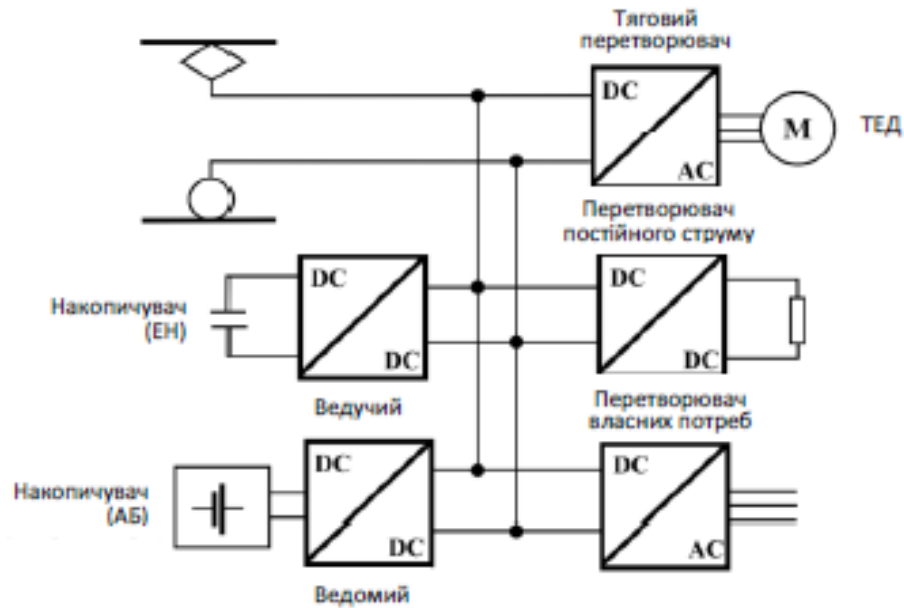 Тяговий
перетворювач
DC
AC
M
ТЕД
Перетворювач
постійного струму
Накопичувач
(ЕН)
DC
DC
DC
DC
Ведучий
Перетворювач
власних потреб
Накопичувач
(АБ)
DC
DC
DC
AC
Ведомий